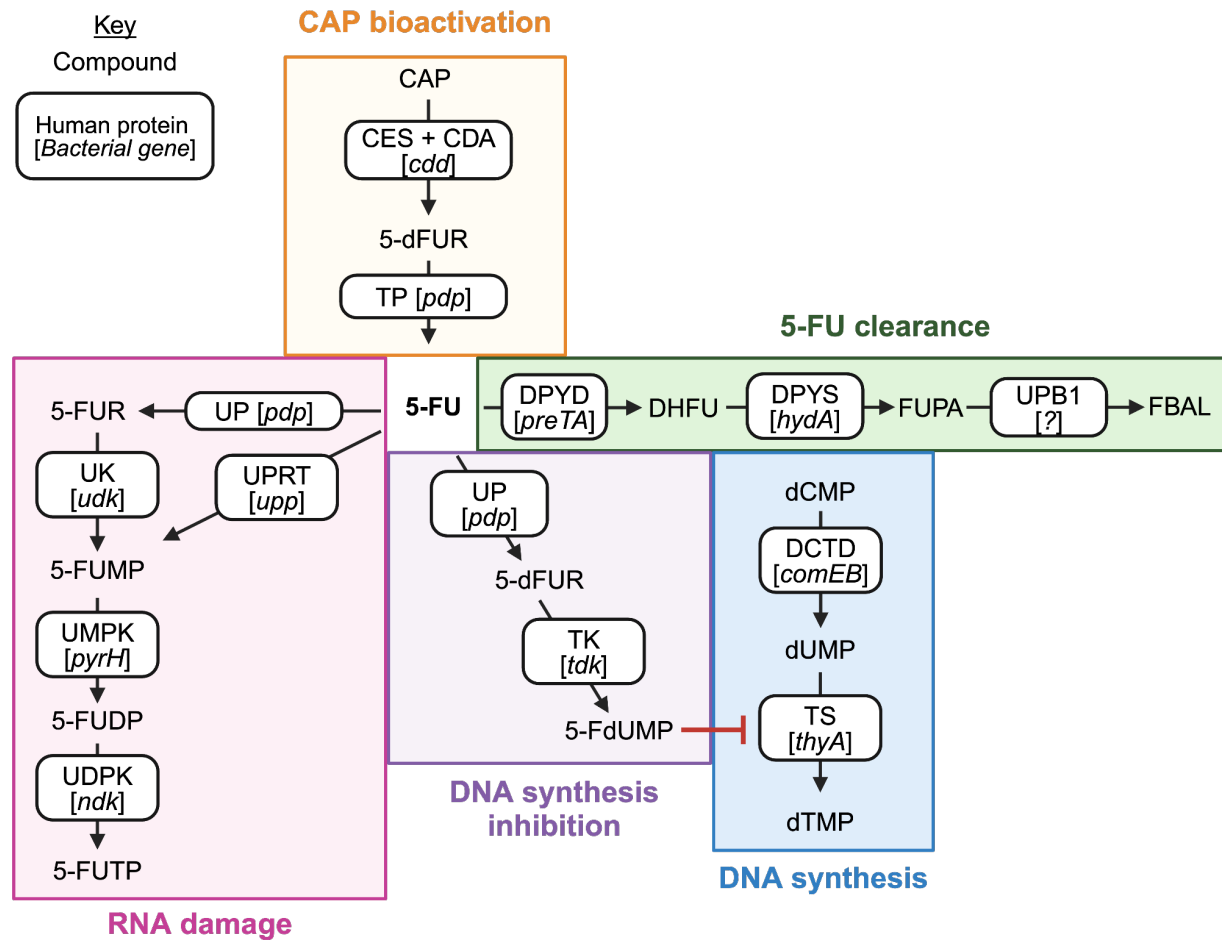 Key
Compound
Human protein
[Bacterial gene]
CAP bioactivation
CAP
CES + CDA
[cdd]
5-dFUR
TP [pdp]
5-FU clearance
5-FU
DPYD
[preTA]
DHFU
DPYS
[hydA]
FUPA
UPB1
[?]
FBAL
5-FUR
UP [pdp]
UK
[udk]
UPRT
[upp]
5-FUMP
UMPK
[pyrH]
5-FUDP
UDPK
[ndk]
5-FUTP
RNA damage
UP
[pdp]
5-dFUR
TK
[tdk]
5-FdUMP
DNA synthesis
inhibition
dCMP
DCTD
[comEB]
dUMP
TS
[thyA]
dTMP
DNA synthesis